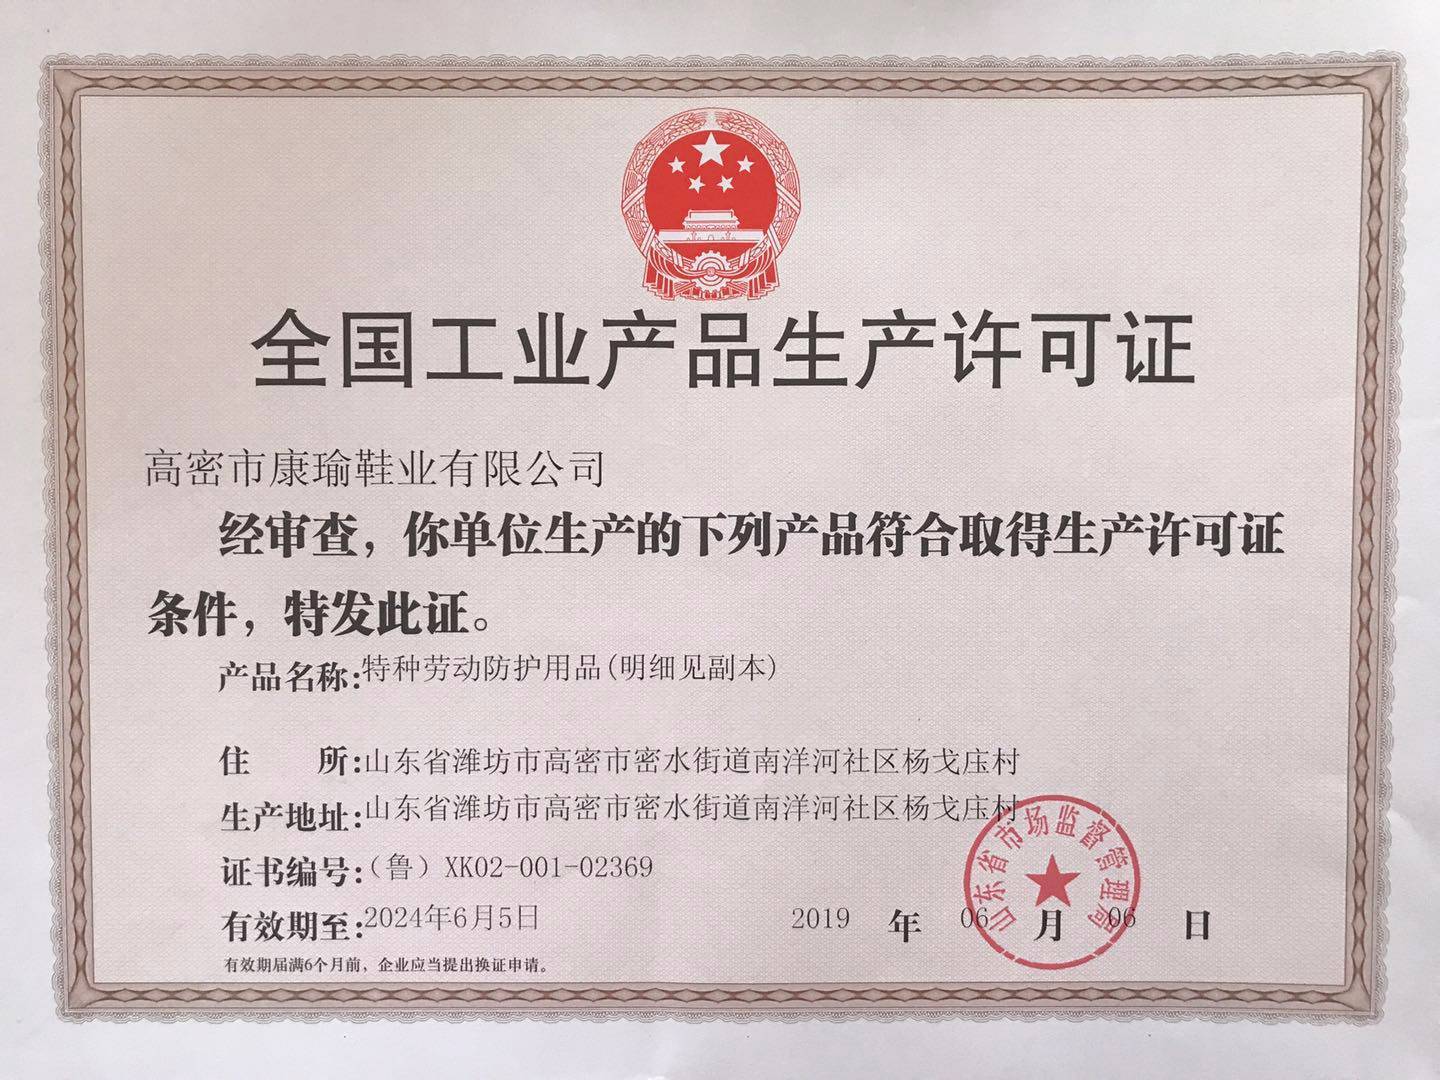 全国工业产品生产许可证
高密市康瑜鞋业有限公司
经审查，你单位生产的下列产品符合取得生产许可证
条件，特发此证。
产品名称:特种劳动防护用品(明细见副本)
住 所:山东省潍坊市高密市密水街道南洋河社区杨戈庄村
生产地址:山东省潍坊市高密市密水街道南洋河社区杨戈庄村
证书编号:（鲁）XK02-001-02369
有效期至:2024年6月5日
2019 年 06 月 06 日
山东省市场监督管理局
有效期届满6个月前，企业应当提出换证申请。